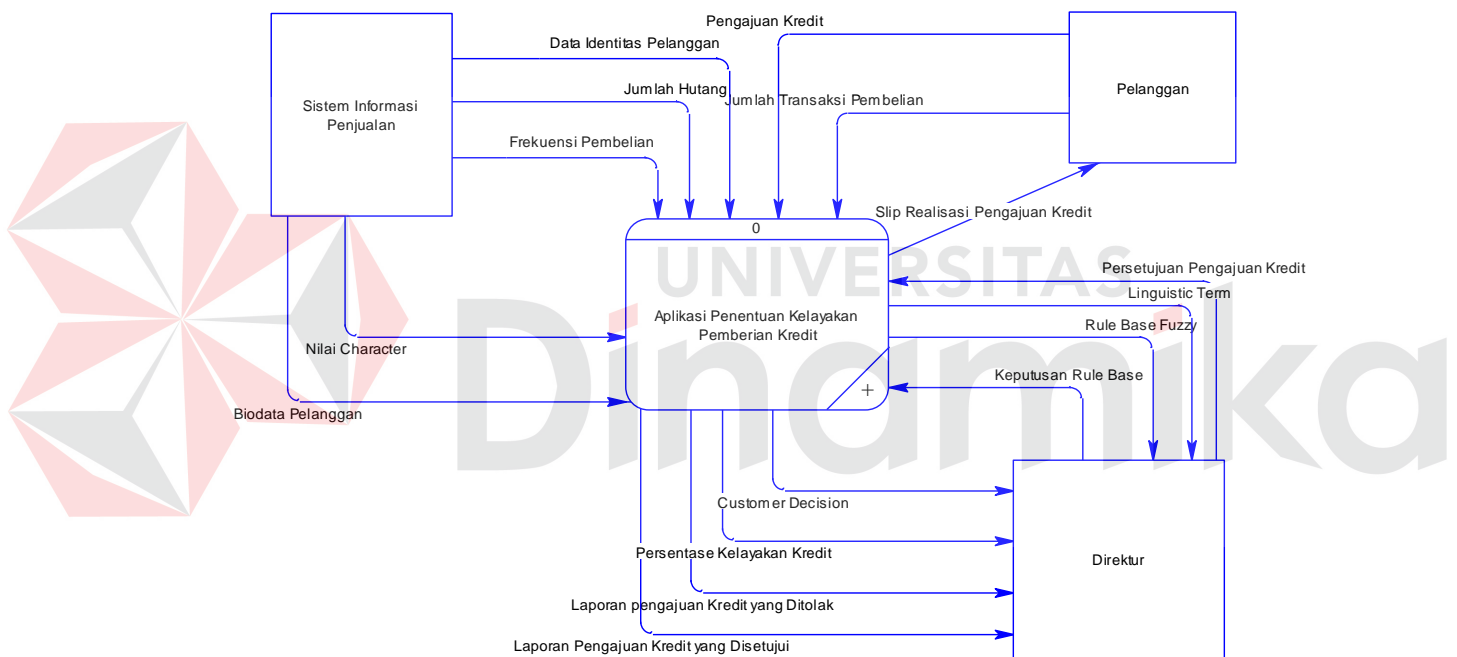 Pengajuan Kredit
Data Identitas Pelanggan
Jumlah Hutang
Jumlah Transaksi Pembelian
Pelanggan
Sistem Informasi
Penjualan
Frekuensi Pembelian
Slip Realisasi Pengajuan Kredit
0
UNIVERSITAS
Dinamika
Persetujuan Pengajuan Kredit
Linguistic Term
Aplikasi Penentuan Kelayakan
Pemberian Kredit
Rule Base Fuzzy
Nilai Character
Keputusan Rule Base
+
Biodata Pelanggan
Customer Decision
Persentase Kelayakan Kredit
Direktur
Laporan pengajuan Kredit yang Ditolak
Laporan Pengajuan Kredit yang Disetujui